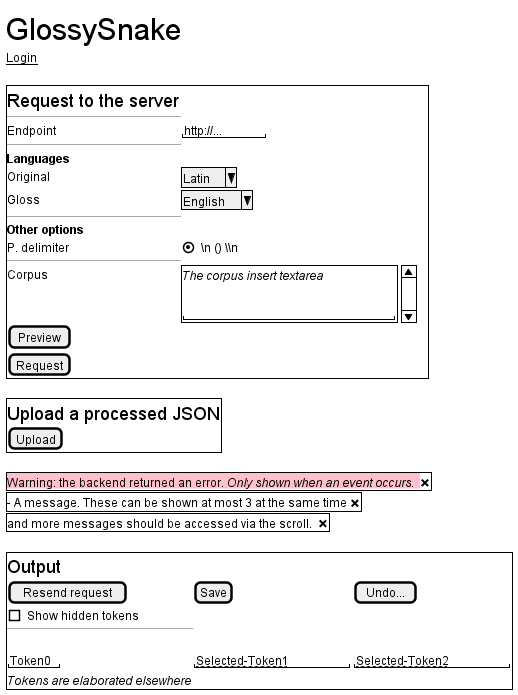 GlossySnake
Login
Request to the server
Endpoint http://...
Languages
Original Latin
Gloss English
Other options
P. delimiter \n () \\n
Corpus The corpus insert textarea
Preview
Request
Upload a processed JSON
Upload
Warning: the backend returned an error. Only shown when an event occurs.
- A message. These can be shown at most 3 at the same time
and more messages should be accessed via the scroll.
Output
Resend request Save Undo...
Show hidden tokens
Token0 Selected-Token1 Selected-Token2
Tokens are elaborated elsewhere